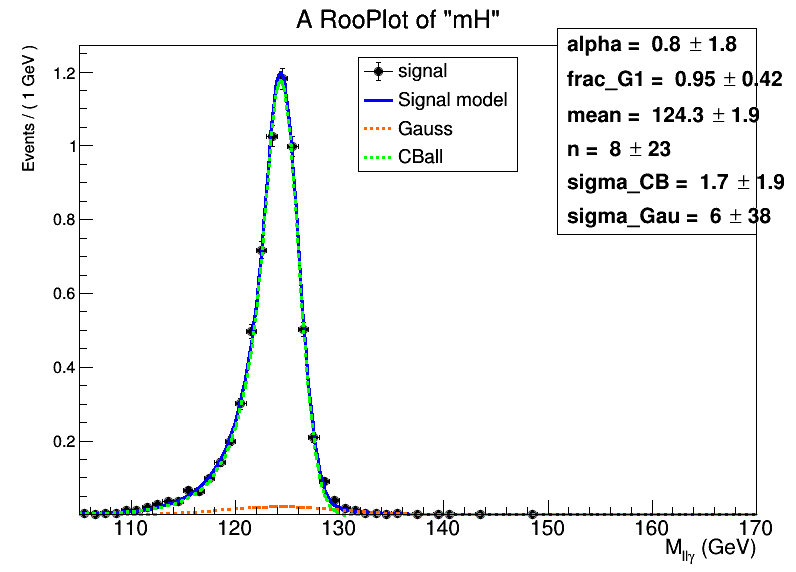 A RooPlot of "mH"
Events / ( 1 GeV )
1.2
1
0.8
0.6
0.4
0.2
signal
Signal model
Gauss
CBall
alpha = 0.8 ± 1.8
frac_G1 = 0.95 ± 0.42
mean = 124.3 ± 1.9
n = 8 ± 23
sigma_CB = 1.7 ± 1.9
sigma_Gau = 6 ± 38
110 120 130 140 150 160 170
M_llγ (GeV)